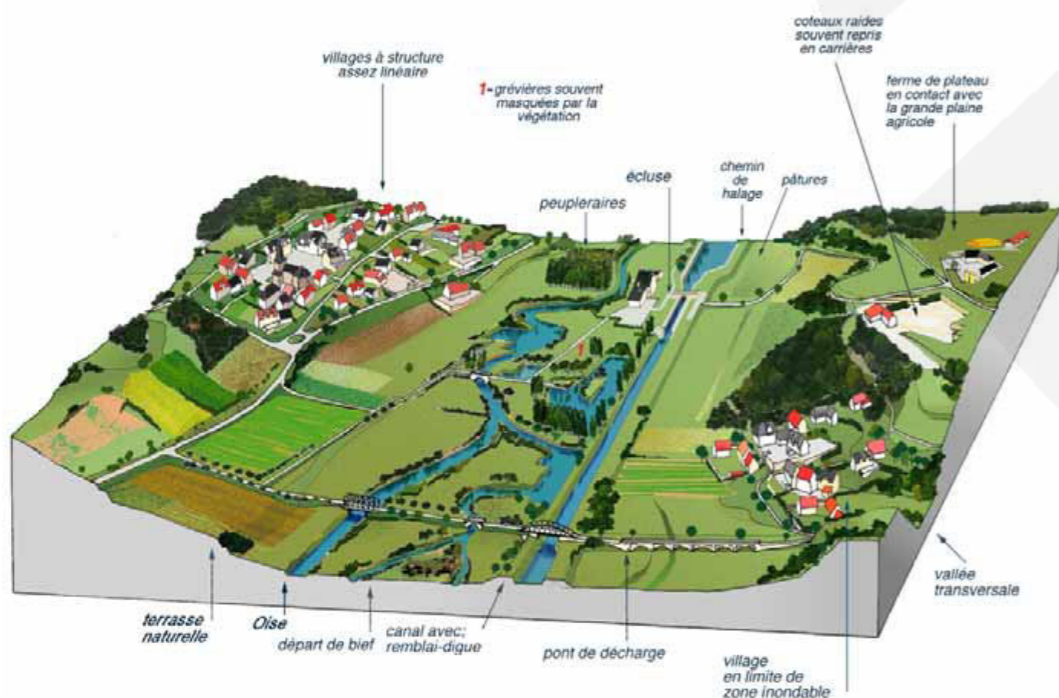 coteaux raides
souvent repris
en carrières
villages à structure
assez linéaire
1-grévières souvent
masquées par la
végétation
ferme de plateau
en contact avec
la grande plaine
agricole
écluse
chemin
de
halage
pâtures
peupleraires
1
terrasse
naturelle
Oise
départ de bief
canal avec;
remblai-digue
pont de décharge
village
en limite de
zone inondable
vallée
transversale